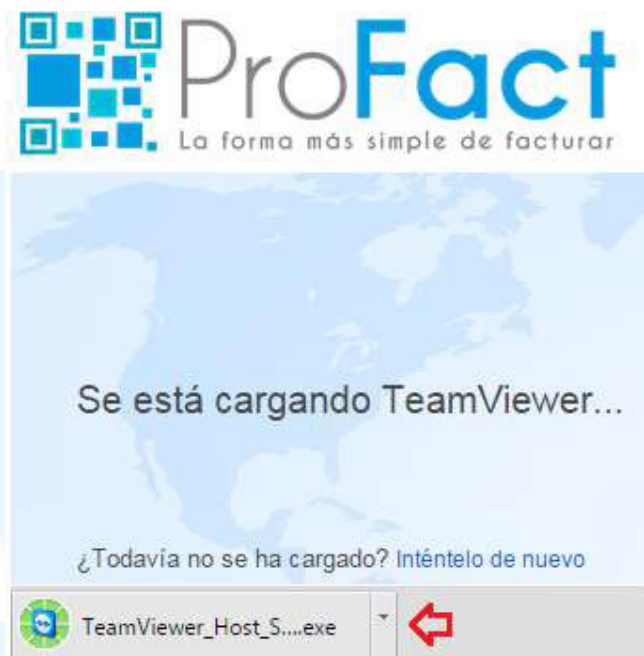 ProFact
La forma más simple de facturar
Se está cargando TeamViewer...
¿Todavía no se ha cargado? Inténtelo de nuevo
TeamViewer_Host_S....exe